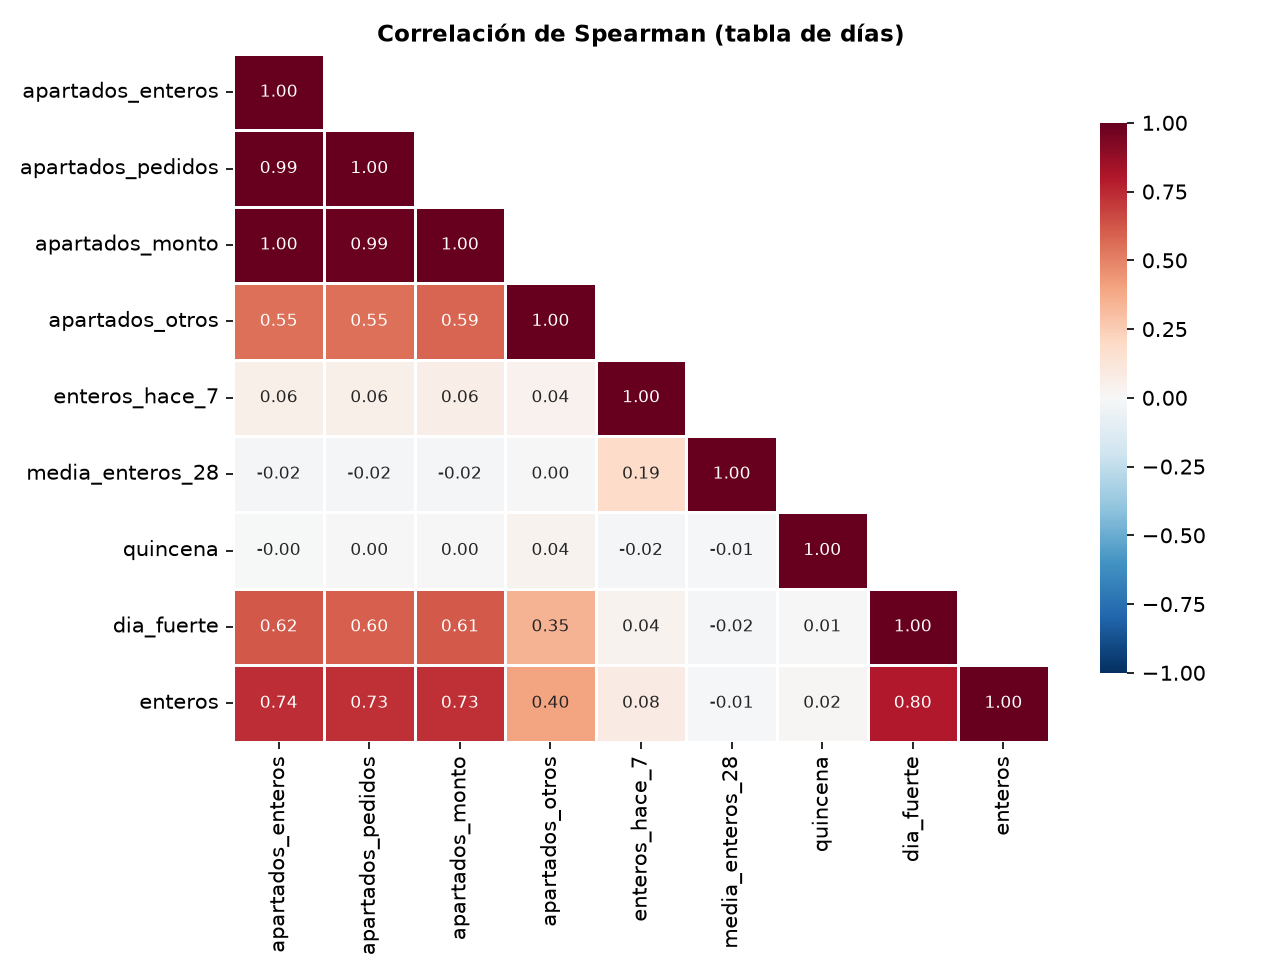 Correlación de Spearman (tabla de días)
apartados_enteros 1.00
apartados_pedidos 0.99 1.00
apartados_monto 1.00 0.99 1.00
apartados_otros 0.55 0.55 0.59 1.00
enteros_hace_7 0.06 0.06 0.06 0.04 1.00
media_enteros_28 -0.02 -0.02 -0.02 0.00 0.19 1.00
quincena -0.00 0.00 0.00 0.04 -0.02 -0.01 1.00
dia_fuerte 0.62 0.60 0.61 0.35 0.04 -0.02 0.01 1.00
enteros 0.74 0.73 0.73 0.40 0.08 -0.01 0.02 0.80 1.00
apartados_enteros
apartados_pedidos
apartados_monto
apartados_otros
enteros_hace_7
media_enteros_28
quincena
dia_fuerte
enteros
1.00
0.75
0.50
0.25
0.00
−0.25
−0.50
−0.75
−1.00